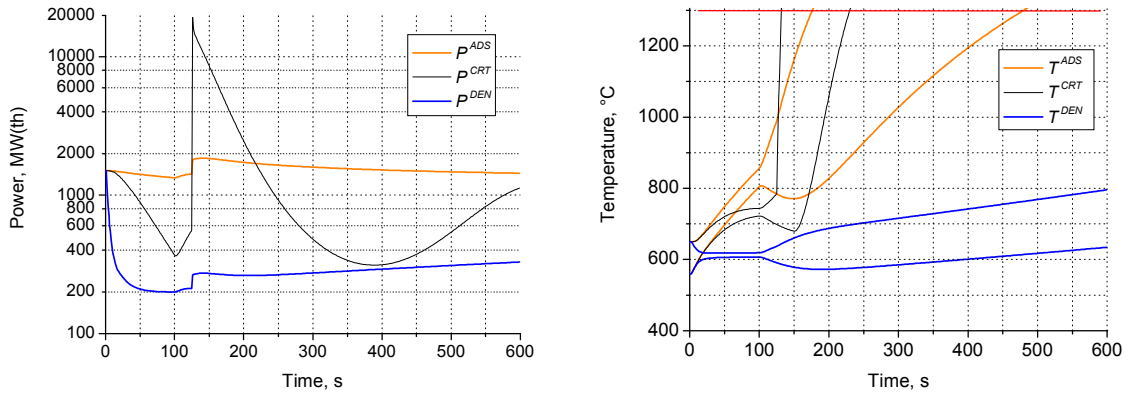 20000
10000
8000
6000
4000
2000
1000
800
600
400
200
100
Power, MW(th)
P^ADS
P^CRT
P^DEN
0 100 200 300 400 500 600
Time, s
1200
1000
800
600
400
Temperature, °C
T^ADS
T^CRT
T^DEN
0 100 200 300 400 500 600
Time, s